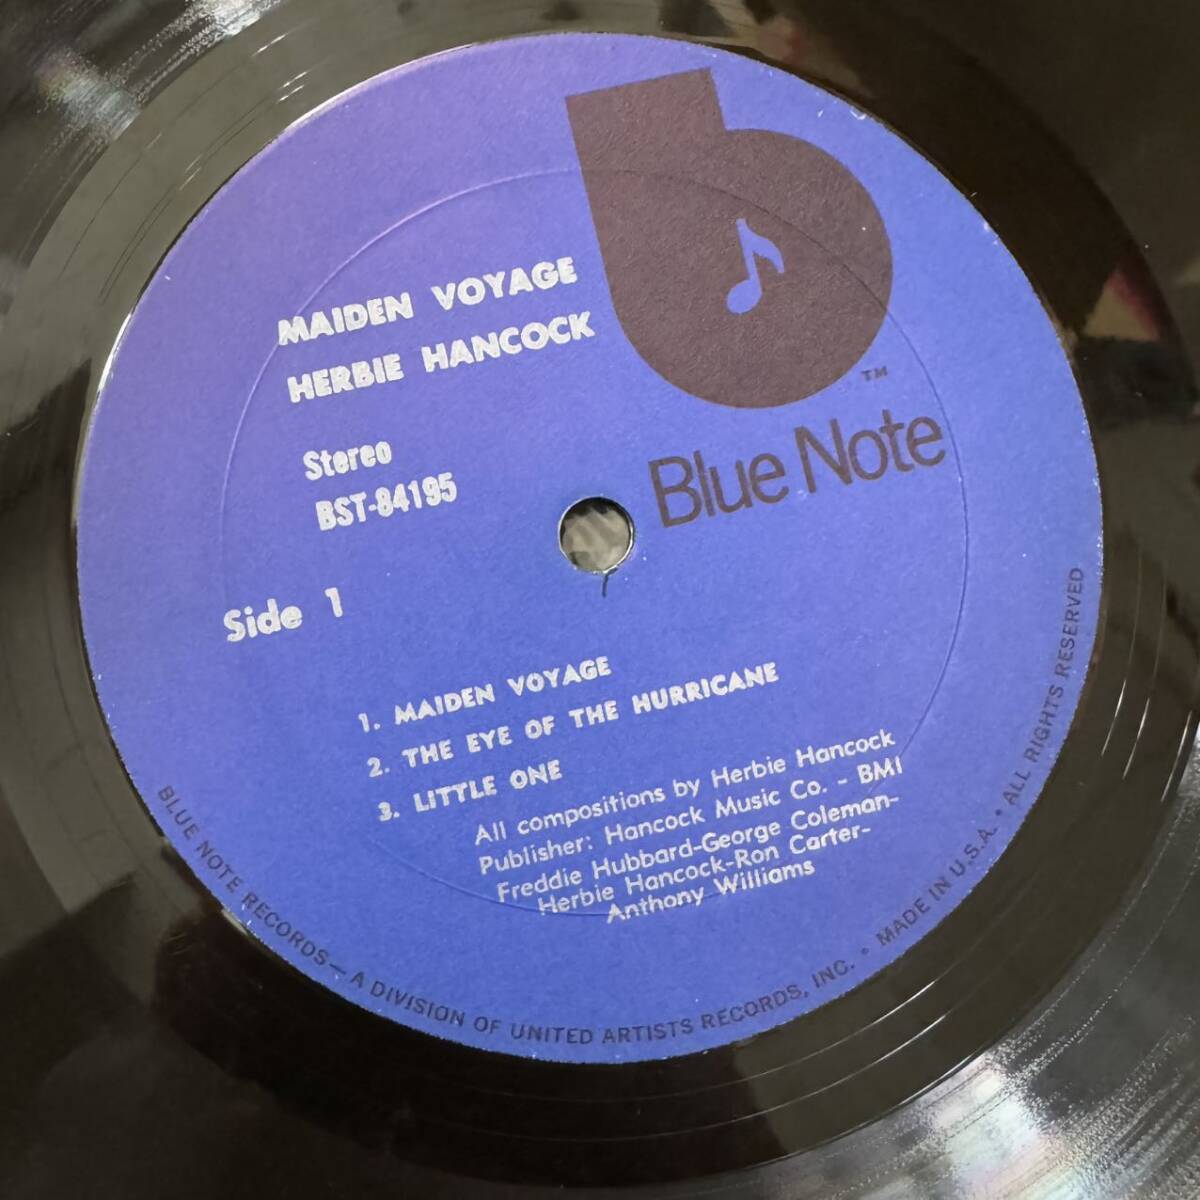 MAIDEN VOYAGE
HERBIE HANCOCK
Stereo
BST-84195
Side 1
TM
Blue Note
1. MAIDEN VOYAGE
2. THE EYE OF THE HURRICANE
3. LITTLE ONE
All compositions by Herbie Hancock
Publisher: Hancock Music Co. - BMI
Freddie Hubbard-George Coleman-
Herbie Hancock-Ron Carter-
Anthony Williams
BLUE NOTE RECORDS — A DIVISION OF UNITED ARTISTS RECORDS, INC. • MADE IN U.S.A. • ALL RIGHTS RESERVED